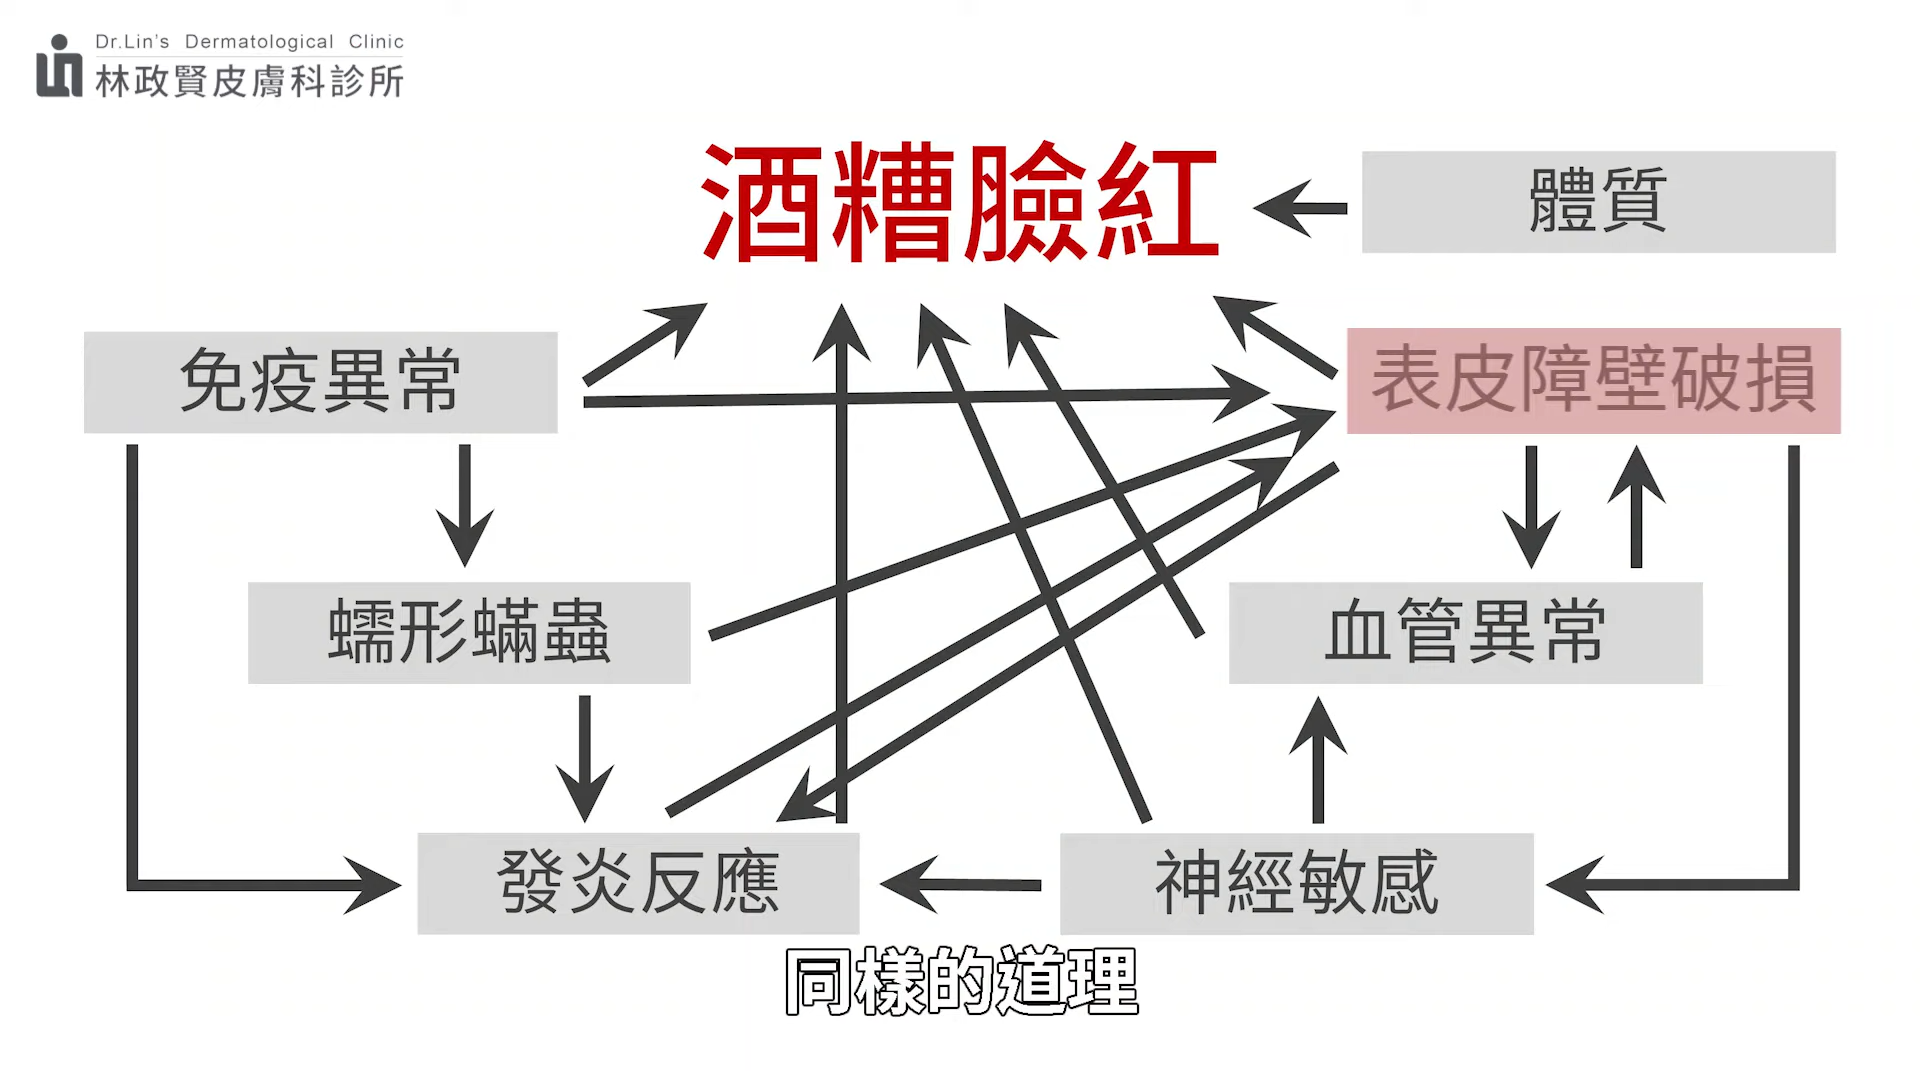 Dr.Lin's Dermatological Clinic
林政賢皮膚科診所
酒糟臉紅
體質
免疫異常
表皮障壁破損
蠕形蟎蟲
血管異常
發炎反應
神經敏感
同樣的道理